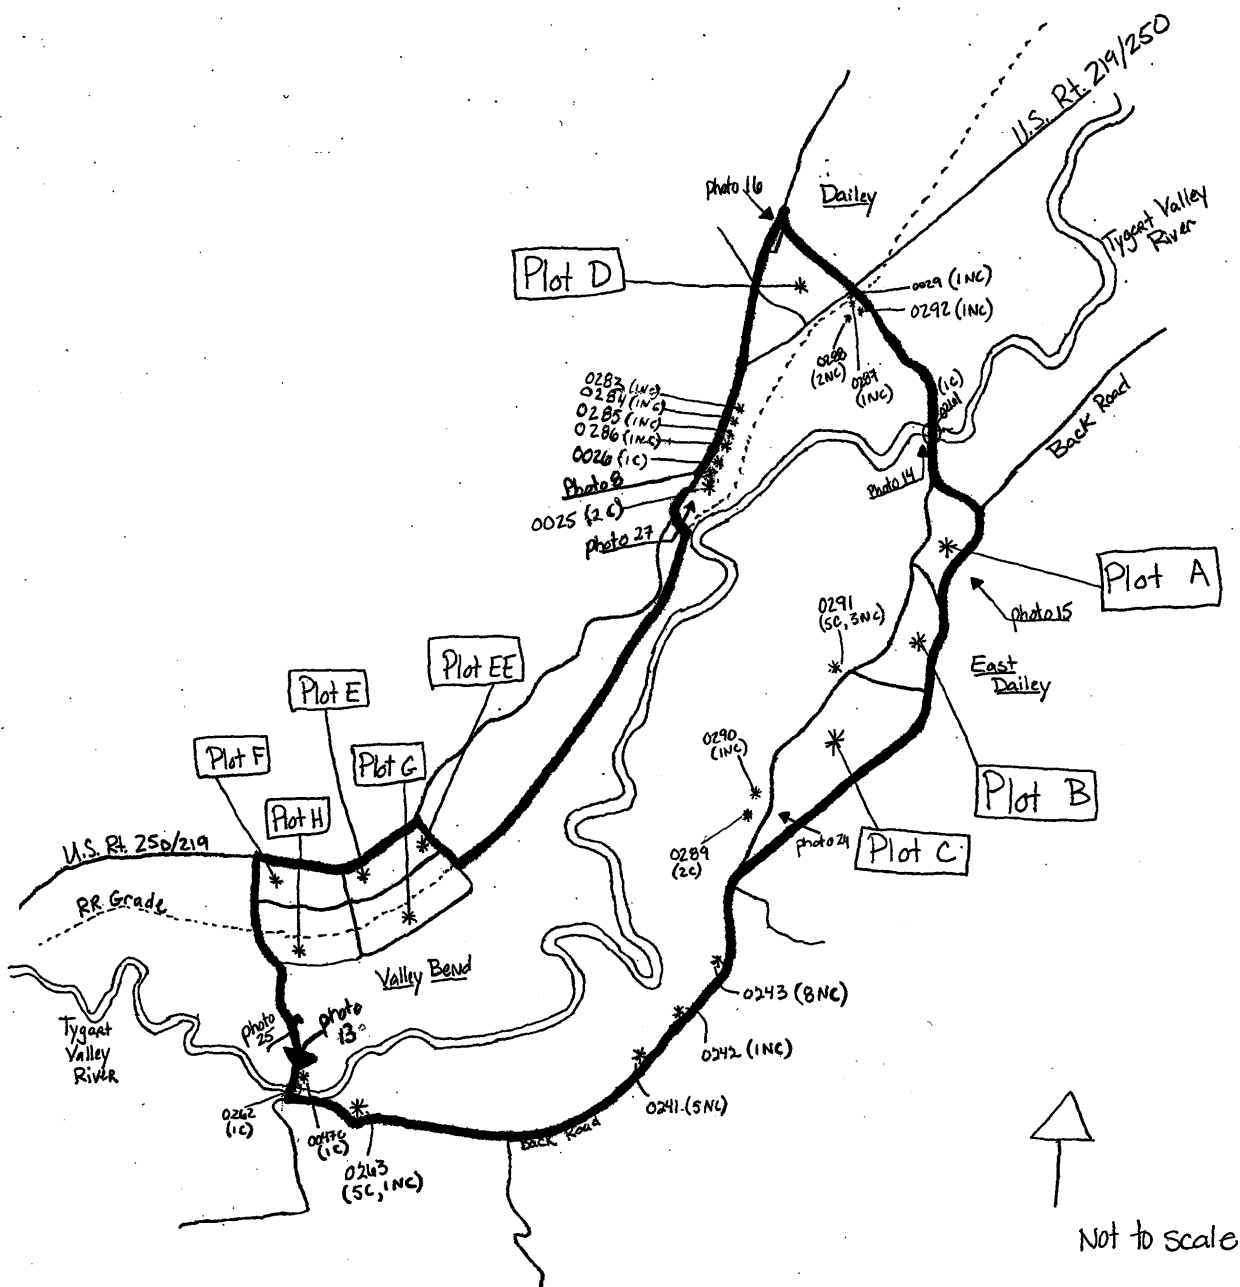 U.S. Rt. 219/250
photo 16
Dailey
Tygart Valley
River
Plot D
0029 (1NC)
0292 (1NC)
0288
(2NC)
0287
(1NC)
(1C)
0261
Back Road
0283 (1NC)
0284 (1NC)
0285 (1NC)
0286 (1NC)
0026 (1C)
Photo 8
0025 (2C)
photo 27
Photo 14
Plot A
photo 15
0291
(5C, 3NC)
East
Dailey
Plot EE
Plot E
Plot F
Plot G
Plot H
0290
(1NC)
Plot B
photo 24
Plot C
0289
(2C)
U.S. Rt. 250/219
RR Grade
Valley Bend
0243 (8NC)
photo
25
photo
13
Tygart
Valley
River
0242 (1NC)
0241 (5NC)
0262
(1C)
(1C)
0263
(5C, 1NC)
Back Road
Not to scale